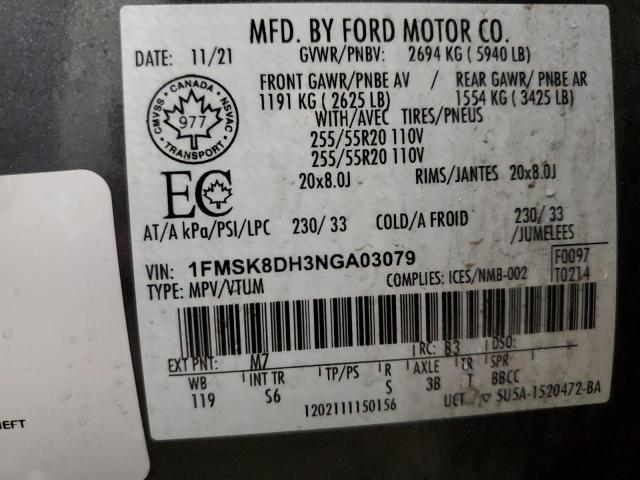 MFD. BY FORD MOTOR CO.
DATE: 11/21 GVWR/PNBV: 2694 KG ( 5940 LB)
FRONT GAWR/PNBE AV / REAR GAWR/ PNBE AR
1191 KG ( 2625 LB) 1554 KG ( 3425 LB)
WITH/AVEC TIRES/PNEUS
255/55R20 110V
255/55R20 110V
20x8.0J RIMS/JANTES 20x8.0J
CANADA
CMVSS NSVAC
977
TRANSPORT
EC
AT/A kPa/PSI/LPC 230/ 33 COLD/A FROID 230/ 33
/JUMELEES
VIN: 1FMSK8DH3NGA03079 F0097
TYPE: MPV/VTUM COMPLIES: ICES/NMB-002 T0214
EXT PNT: M7 RC: B3 DSO:
WB INT TR TP/PS R AXLE TR SPR
119 S6 S 3B T BBCC
1202111150156 UCT ▽ SU5A-1520472-BA
HEFT